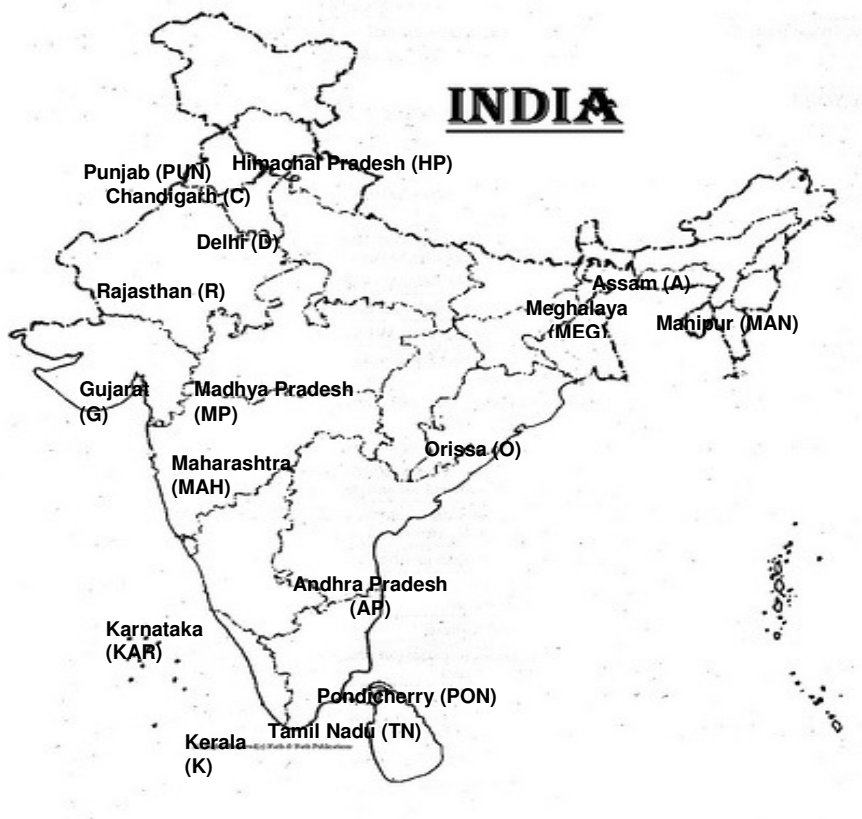 INDIA
Punjab (PUN)
Himachal Pradesh (HP)
Chandigarh (C)
Delhi (D)
Rajasthan (R)
Assam (A)
Meghalaya
(MEG)
Manipur (MAN)
Gujarat
(G)
Madhya Pradesh
(MP)
Orissa (O)
Maharashtra
(MAH)
Andhra Pradesh
(AP)
Karnataka
(KAR)
Pondicherry (PON)
Tamil Nadu (TN)
Kerala
(K)
Publications